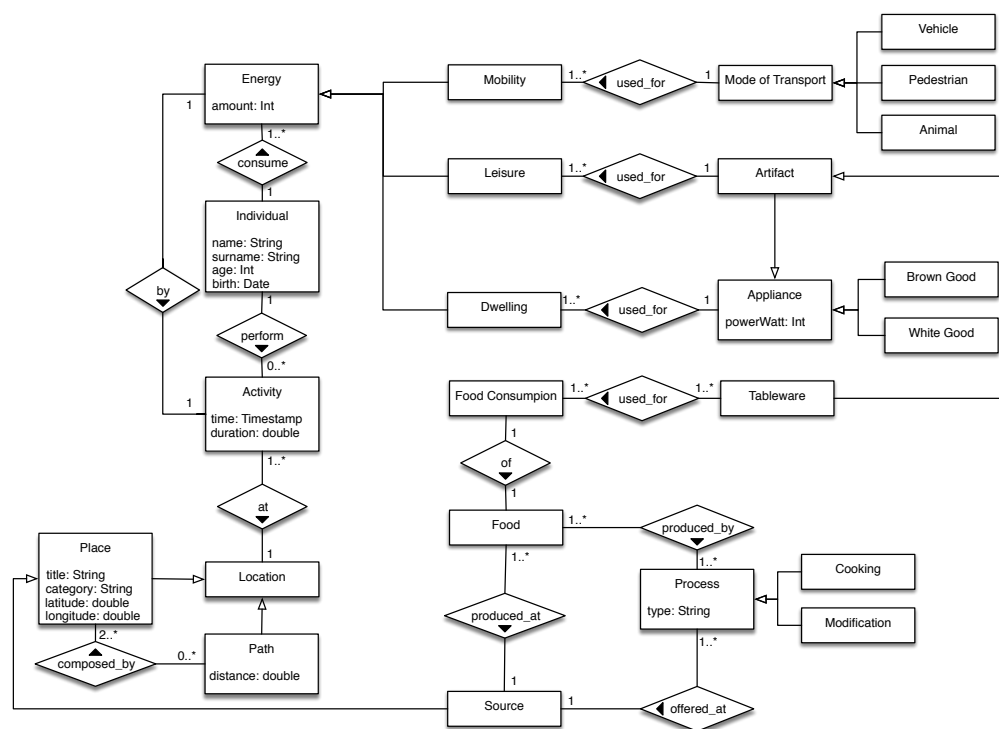 Vehicle
Energy
amount: Int
Mobility
1..*
used_for
1
Mode of Transport
Pedestrian
Animal
1
1..*
consume
1
Leisure
1..*
used_for
1
Artifact
Individual
name: String
surname: String
age: Int
birth: Date
by
1
perform
0..*
Dwelling
1..*
used_for
1
Appliance
powerWatt: Int
Brown Good
White Good
1
Activity
time: Timestamp
duration: double
1..*
Food Consumpion
1..*
used_for
1..*
Tableware
1
of
1
at
1
Food
1..*
produced_by
1..*
1..*
Place
title: String
category: String
latitude: double
longitude: double
2..*
Location
Process
type: String
Cooking
Modification
produced_at
1
composed_by
0..*
Path
distance: double
1..*
Source
1
offered_at